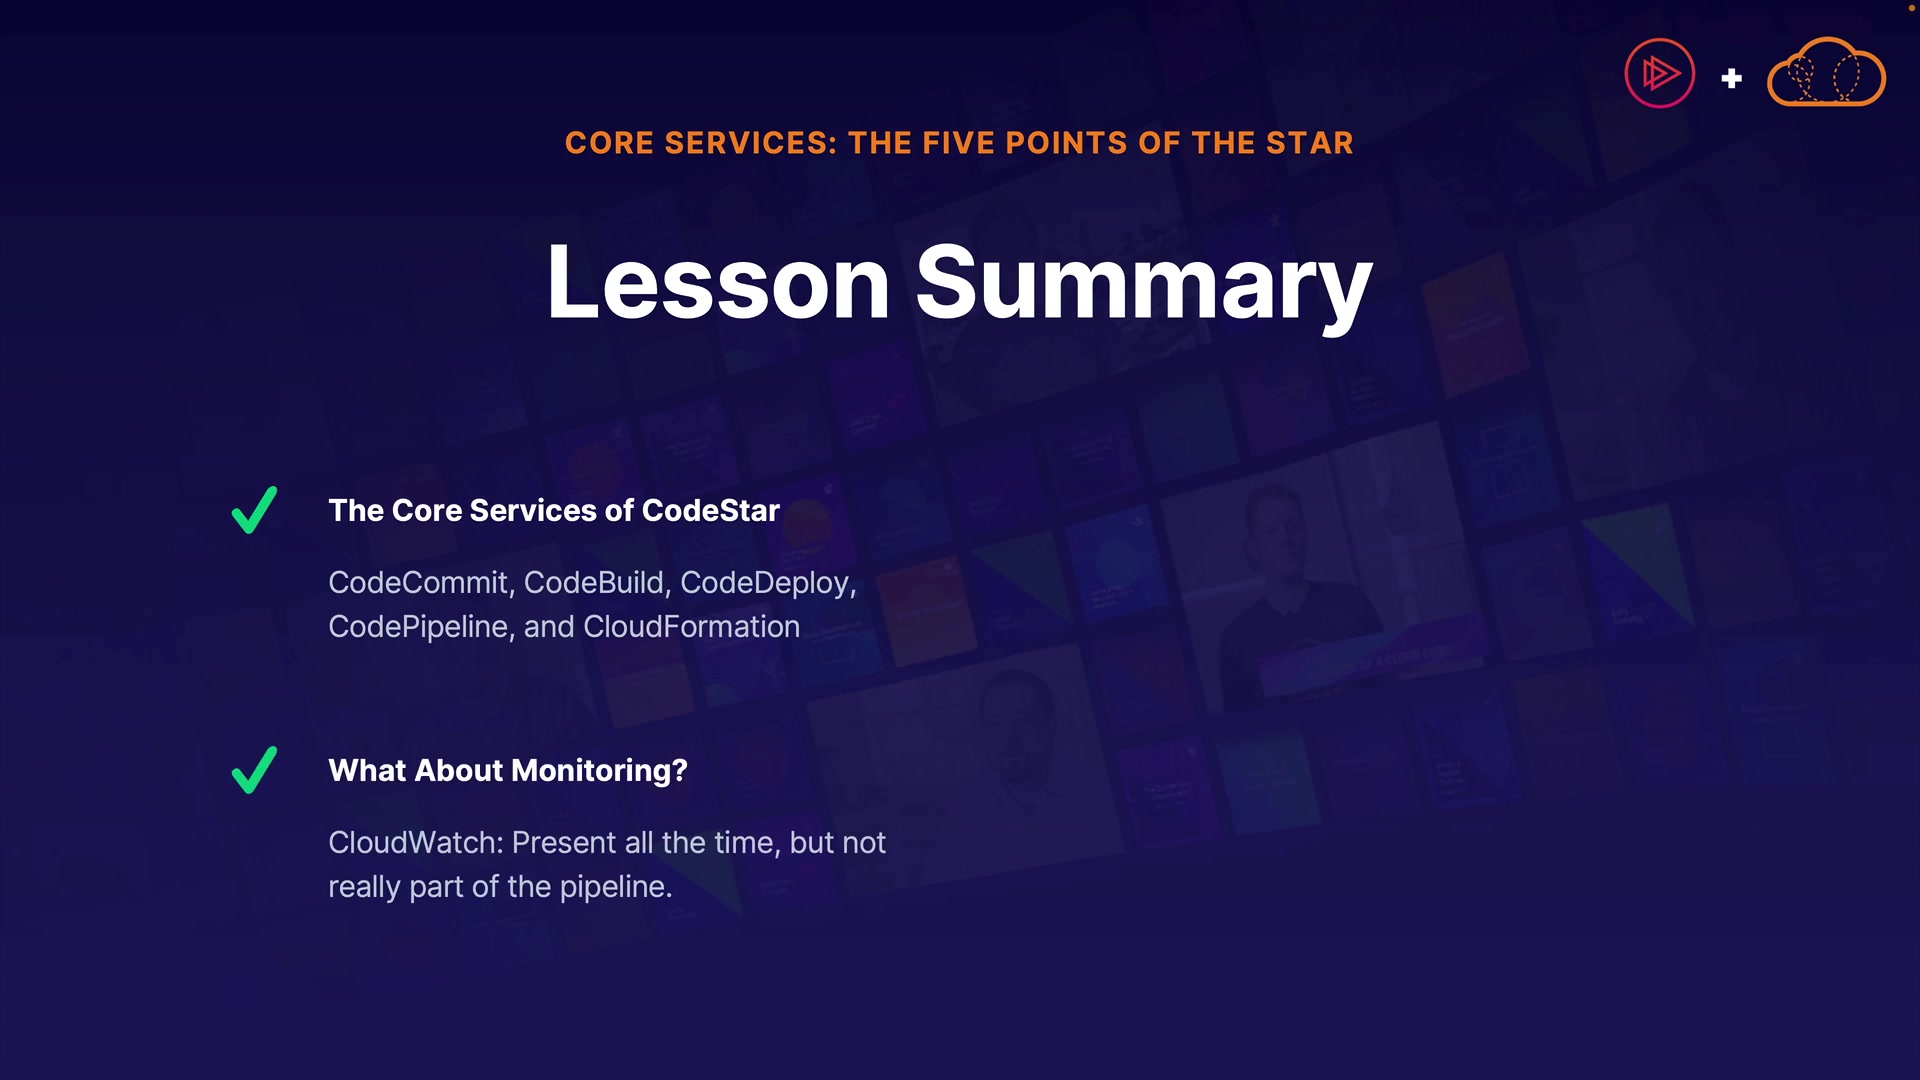 CORE SERVICES: THE FIVE POINTS OF THE STAR
Lesson Summary
The Core Services of CodeStar
CodeCommit, CodeBuild, CodeDeploy,
CodePipeline, and CloudFormation
What About Monitoring?
CloudWatch: Present all the time, but not
really part of the pipeline.